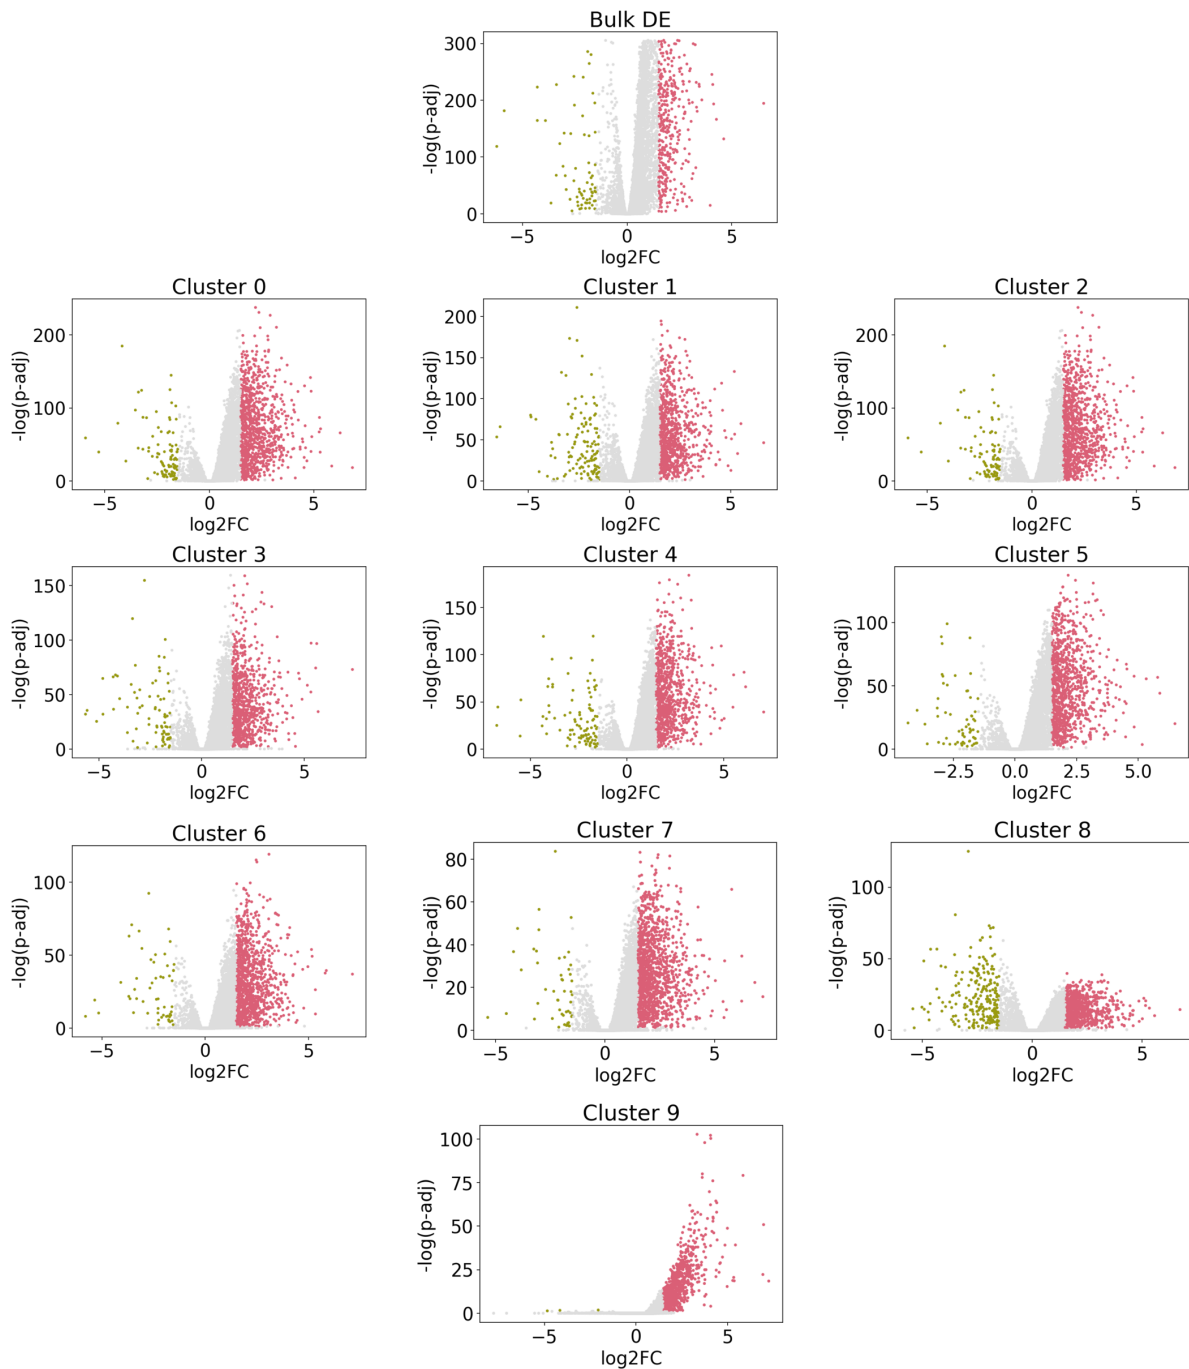 Bulk DE
300
200
100
0
-log(p-adj)
−5 0 5
log2FC
Cluster 0
200
100
0
-log(p-adj)
−5 0 5
log2FC
Cluster 1
200
150
100
50
0
-log(p-adj)
−5 0 5
log2FC
Cluster 2
200
100
0
-log(p-adj)
−5 0 5
log2FC
Cluster 3
150
100
50
0
-log(p-adj)
−5 0 5
log2FC
Cluster 4
150
100
50
0
-log(p-adj)
−5 0 5
log2FC
Cluster 5
100
50
0
-log(p-adj)
−2.5 0.0 2.5 5.0
log2FC
Cluster 6
100
50
0
-log(p-adj)
−5 0 5
log2FC
Cluster 7
80
60
40
20
0
-log(p-adj)
−5 0 5
log2FC
Cluster 8
100
50
0
-log(p-adj)
−5 0 5
log2FC
Cluster 9
100
75
50
25
0
-log(p-adj)
−5 0 5
log2FC